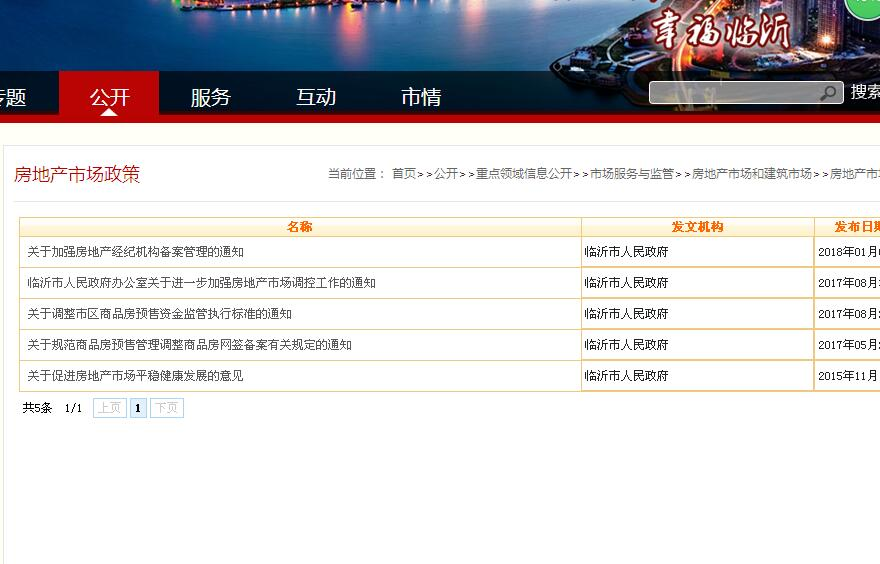 幸福临沂
专题 公开 服务 互动 市情 搜索
房地产市场政策 当前位置： 首页>>公开>>重点领域信息公开>>市场服务与监管>>房地产市场和建筑市场>>房地产市
名称 发文机构 发布日期
关于加强房地产经纪机构备案管理的通知 临沂市人民政府 2018年01月
临沂市人民政府办公室关于进一步加强房地产市场调控工作的通知 临沂市人民政府 2017年08月
关于调整市区商品房预售资金监管执行标准的通知 临沂市人民政府 2017年08月
关于规范商品房预售管理调整商品房网签备案有关规定的通知 临沂市人民政府 2017年05月
关于促进房地产市场平稳健康发展的意见 临沂市人民政府 2015年11月
共5条 1/1 上页 1 下页